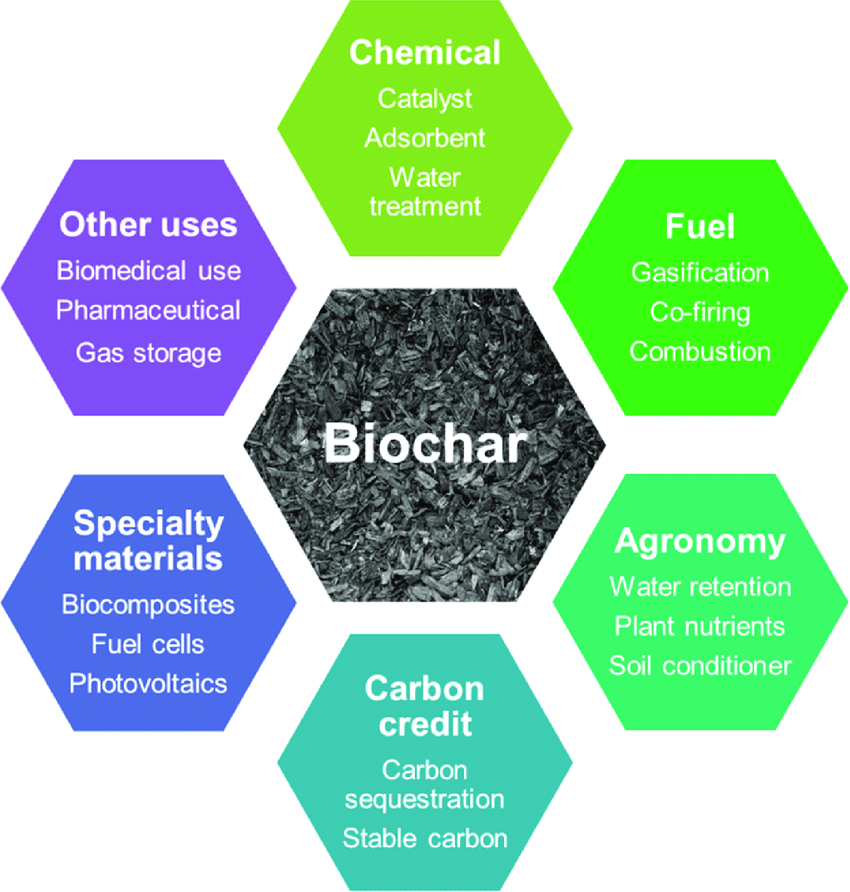 Chemical
Catalyst
Adsorbent
Water
treatment
Fuel
Gasification
Co-firing
Combustion
Agronomy
Water retention
Plant nutrients
Soil conditioner
Carbon
credit
Carbon
sequestration
Stable carbon
Specialty
materials
Biocomposites
Fuel cells
Photovoltaics
Other uses
Biomedical use
Pharmaceutical
Gas storage
Biochar